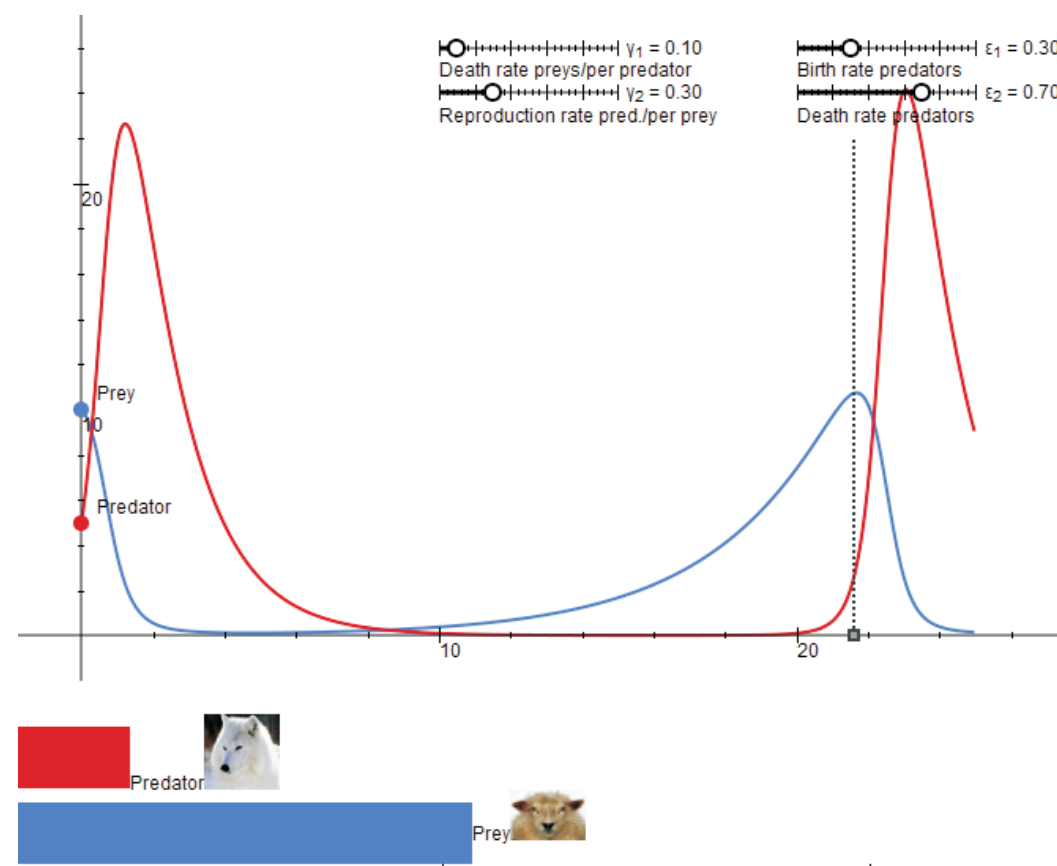 γ1 = 0.10
Death rate preys/per predator
γ2 = 0.30
Reproduction rate pred./per prey
ε1 = 0.30
Birth rate predators
ε2 = 0.70
Death rate predators
20
Prey
10
Predator
10
20
Predator
Prey